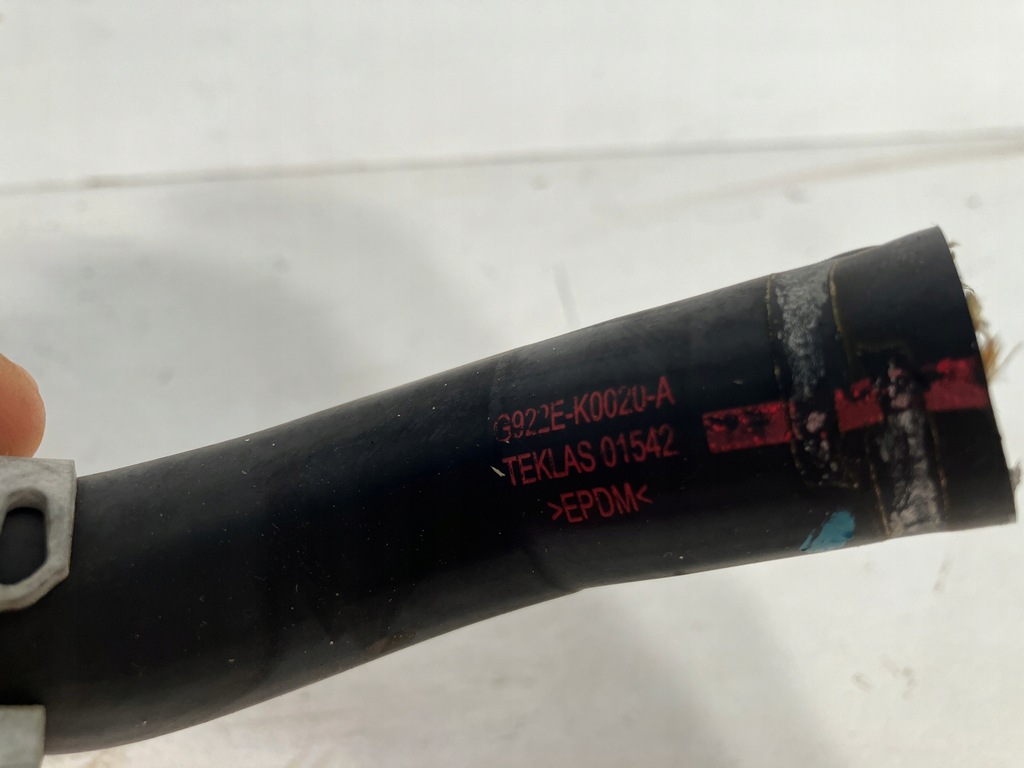 G922E-K0020-A
TEKLAS 01542
>EPDM<